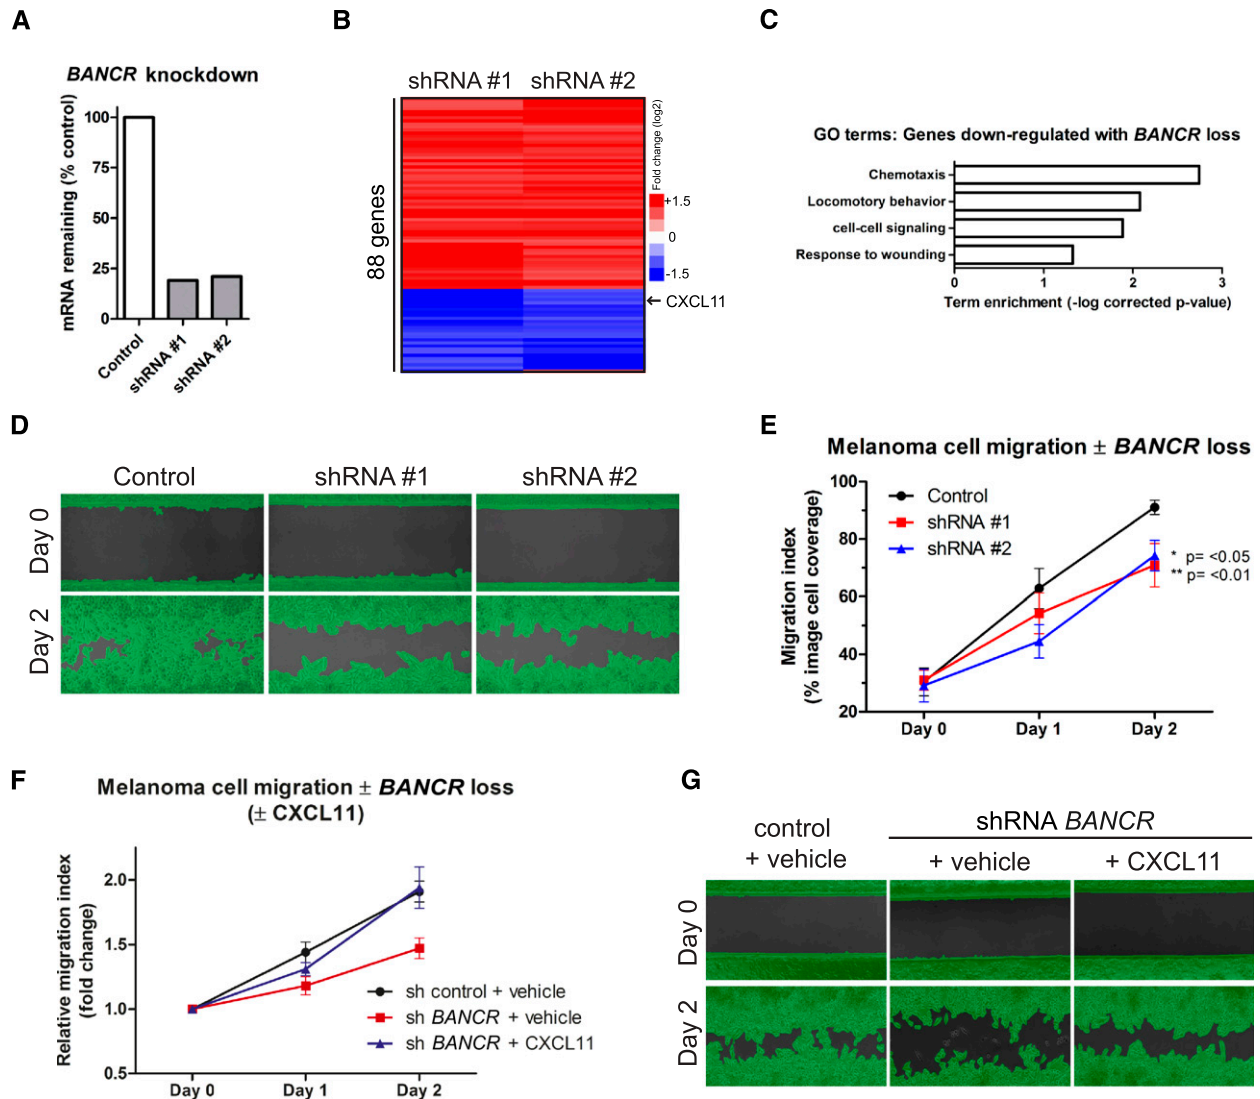 A
BANCR knockdown
mRNA remaining (% control)
100
75
50
25
0
Control
shRNA #1
shRNA #2
B
shRNA #1 shRNA #2
88 genes
Fold change (log2)
+1.5
0
-1.5
CXCL11
C
GO terms: Genes down-regulated with BANCR loss
Chemotaxis
Locomotory behavior
cell-cell signaling
Response to wounding
0 1 2 3
Term enrichment (-log corrected p-value)
D
Control shRNA #1 shRNA #2
Day 0
Day 2
E
Melanoma cell migration ± BANCR loss
Migration index
(% image cell coverage)
100
80
60
40
20
Control
shRNA #1
shRNA #2
* p= <0.05
** p= <0.01
Day 0 Day 1 Day 2
F
Melanoma cell migration ± BANCR loss
(± CXCL11)
Relative migration index
(fold change)
2.0
1.5
1.0
0.5
sh control + vehicle
sh BANCR + vehicle
sh BANCR + CXCL11
Day 0 Day 1 Day 2
G
control
+ vehicle
shRNA BANCR
+ vehicle + CXCL11
Day 0
Day 2